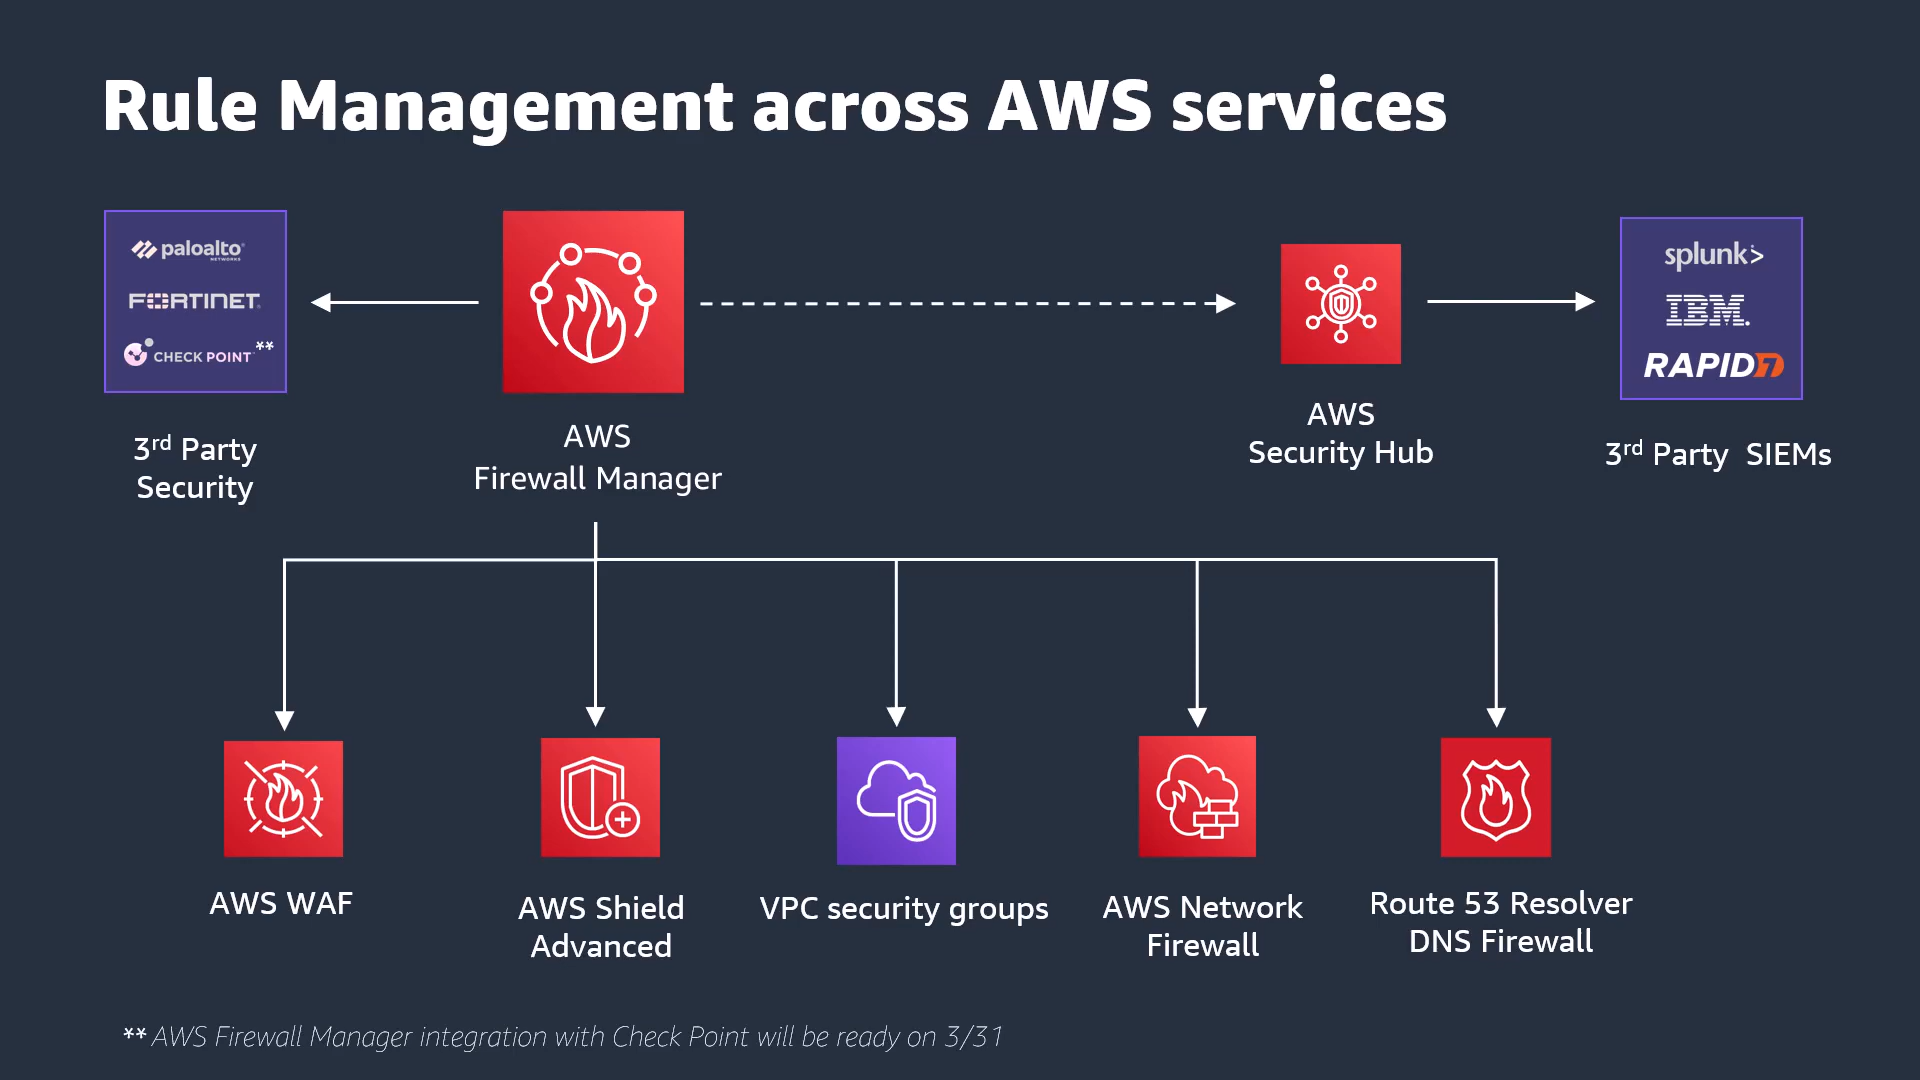 Rule Management across AWS services
paloalto
NETWORKS
FORTINET
CHECK POINT **
3rd Party
Security
AWS
Firewall Manager
AWS
Security Hub
splunk>
IBM
RAPID7
3rd Party SIEMs
AWS WAF
AWS Shield
Advanced
VPC security groups
AWS Network
Firewall
Route 53 Resolver
DNS Firewall
** AWS Firewall Manager integration with Check Point will be ready on 3/31